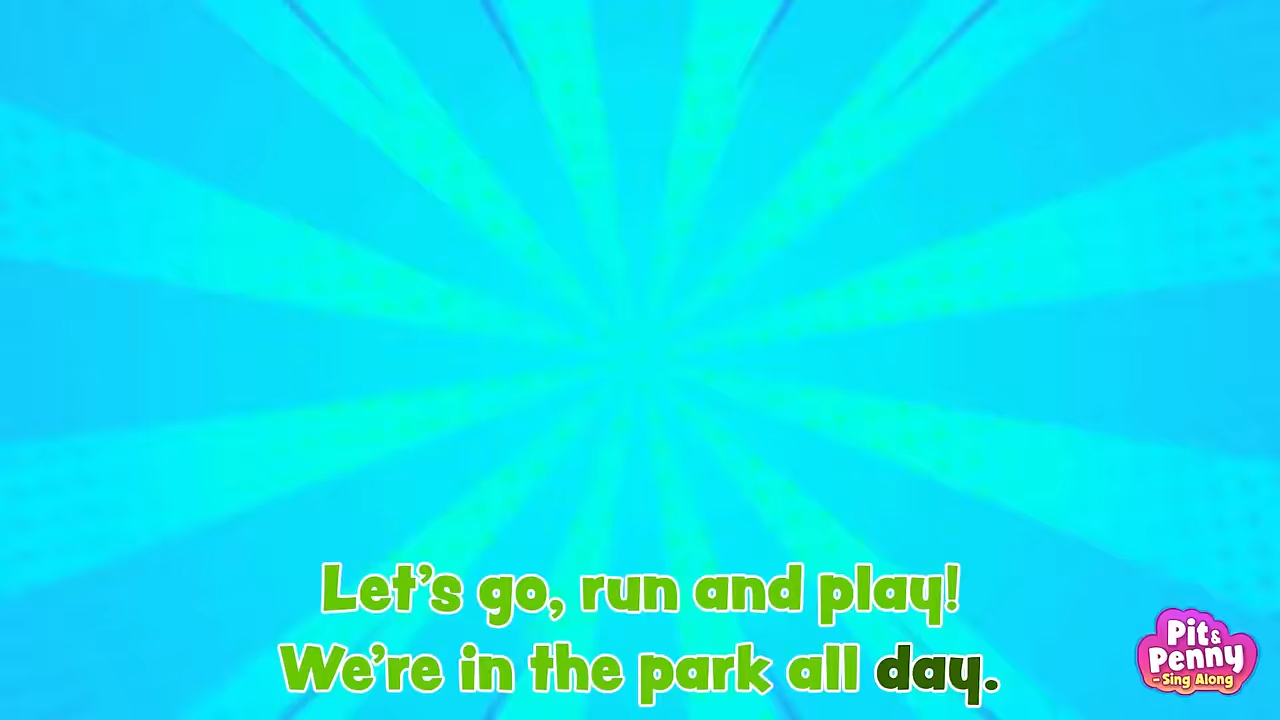 Let's go, run and play!
We're in the park all day.
Pit &
Penny
- Sing Along